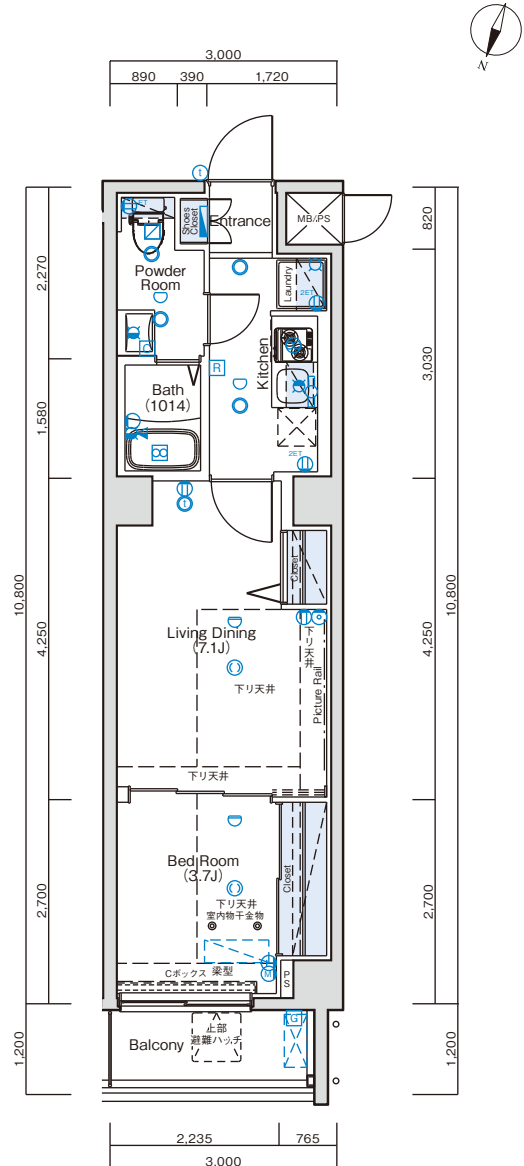 N
3,000
890
390
1,720
t
2ET
Shoes
Closet
Entrance
MB/PS
820
2,270
Powder
Room
Laundry
2ET
Kitchen
R
3,030
1,580
Bath
(1014)
B
2ET
t
10,800
10,800
4,250
4,250
Closet
Living Dining
(7.1J)
下り天井
下り天井
Picture Rail
下り天井
Bed Room
(3.7J)
下り天井
室内物干金物
Closet
2,700
2,700
Cボックス
梁型
M
PS
Balcony
上部
避難ハッチ
G
1,200
1,200
2,235
765
3,000